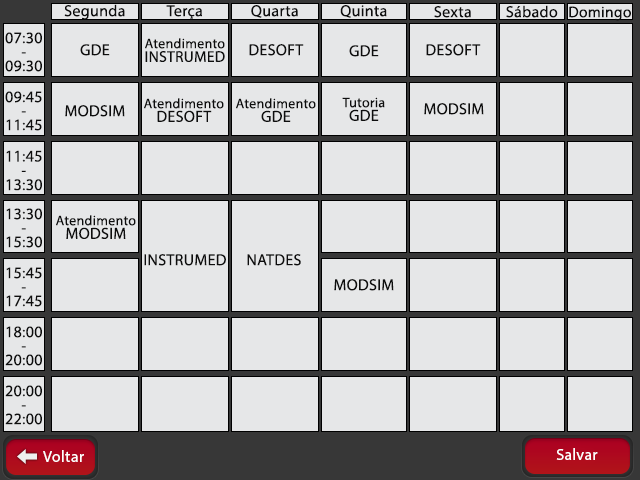 Segunda Terça Quarta Quinta Sexta Sábado Domingo
07:30
-
09:30
GDE
Atendimento
INSTRUMED
DESOFT
GDE
DESOFT
09:45
-
11:45
MODSIM
Atendimento
DESOFT
Atendimento
GDE
Tutoria
GDE
MODSIM
11:45
-
13:30
13:30
-
15:30
Atendimento
MODSIM
INSTRUMED
NATDES
15:45
-
17:45
MODSIM
18:00
-
20:00
20:00
-
22:00
Voltar
Salvar